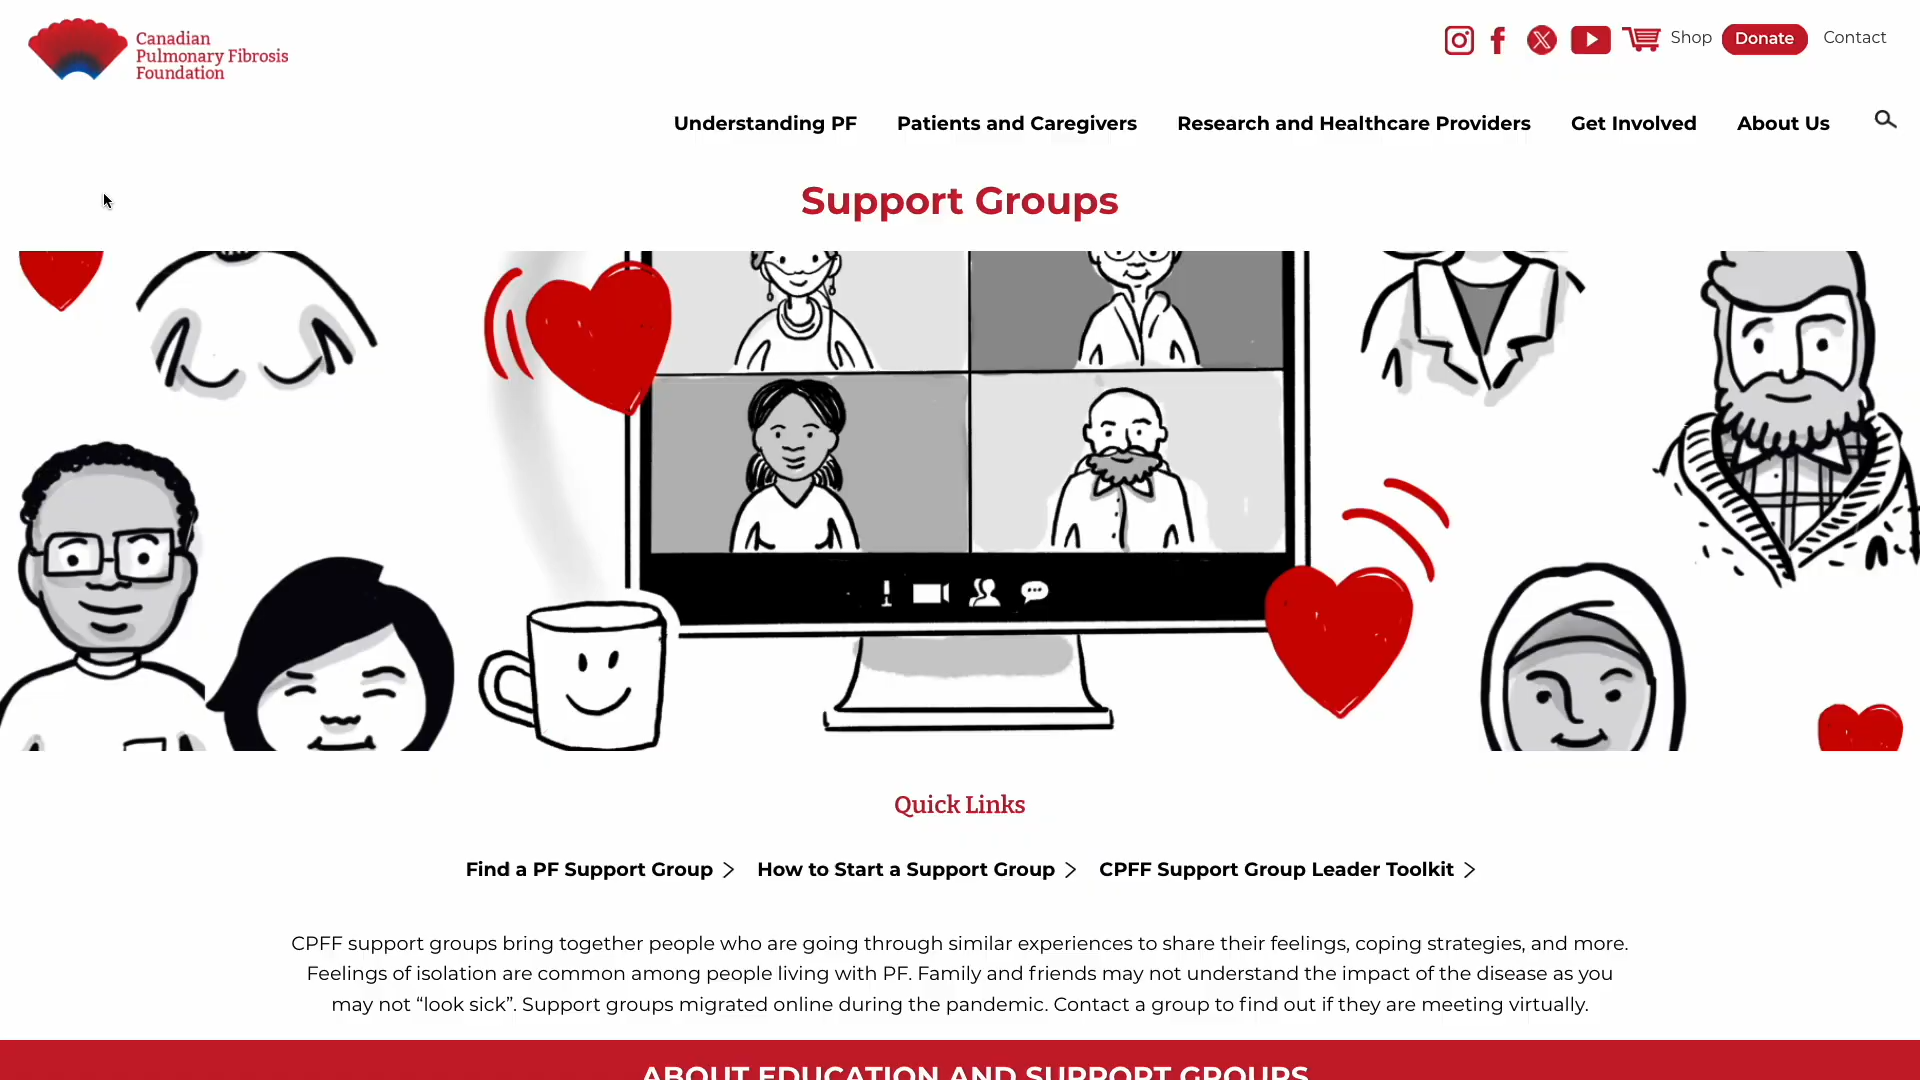 Canadian
Pulmonary Fibrosis
Foundation
Shop
Donate
Contact
Understanding PF
Patients and Caregivers
Research and Healthcare Providers
Get Involved
About Us
Support Groups
Quick Links
Find a PF Support Group
How to Start a Support Group
CPFF Support Group Leader Toolkit
CPFF support groups bring together people who are going through similar experiences to share their feelings, coping strategies, and more.
Feelings of isolation are common among people living with PF. Family and friends may not understand the impact of the disease as you
may not “look sick”. Support groups migrated online during the pandemic. Contact a group to find out if they are meeting virtually.
ABOUT EDUCATION AND SUPPORT GROUPS